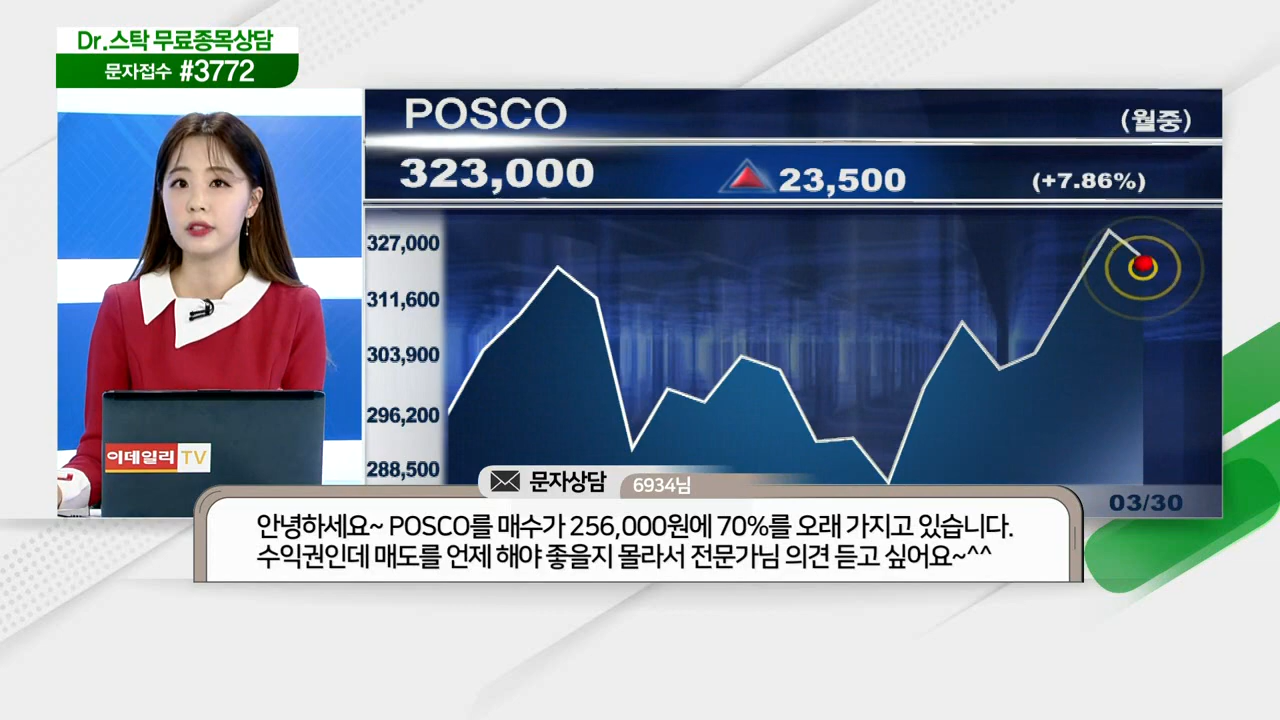 Dr.스탁 무료종목상담
문자접수 #3772
POSCO
(월중)
323,000 ▲ 23,500 (+7.86%)
327,000
311,600
303,900
296,200
288,500
03/30
이데일리 TV
문자상담 6934님
안녕하세요~ POSCO를 매수가 256,000원에 70%를 오래 가지고 있습니다.
수익권인데 매도를 언제 해야 좋을지 몰라서 전문가님 의견 듣고 싶어요~^^